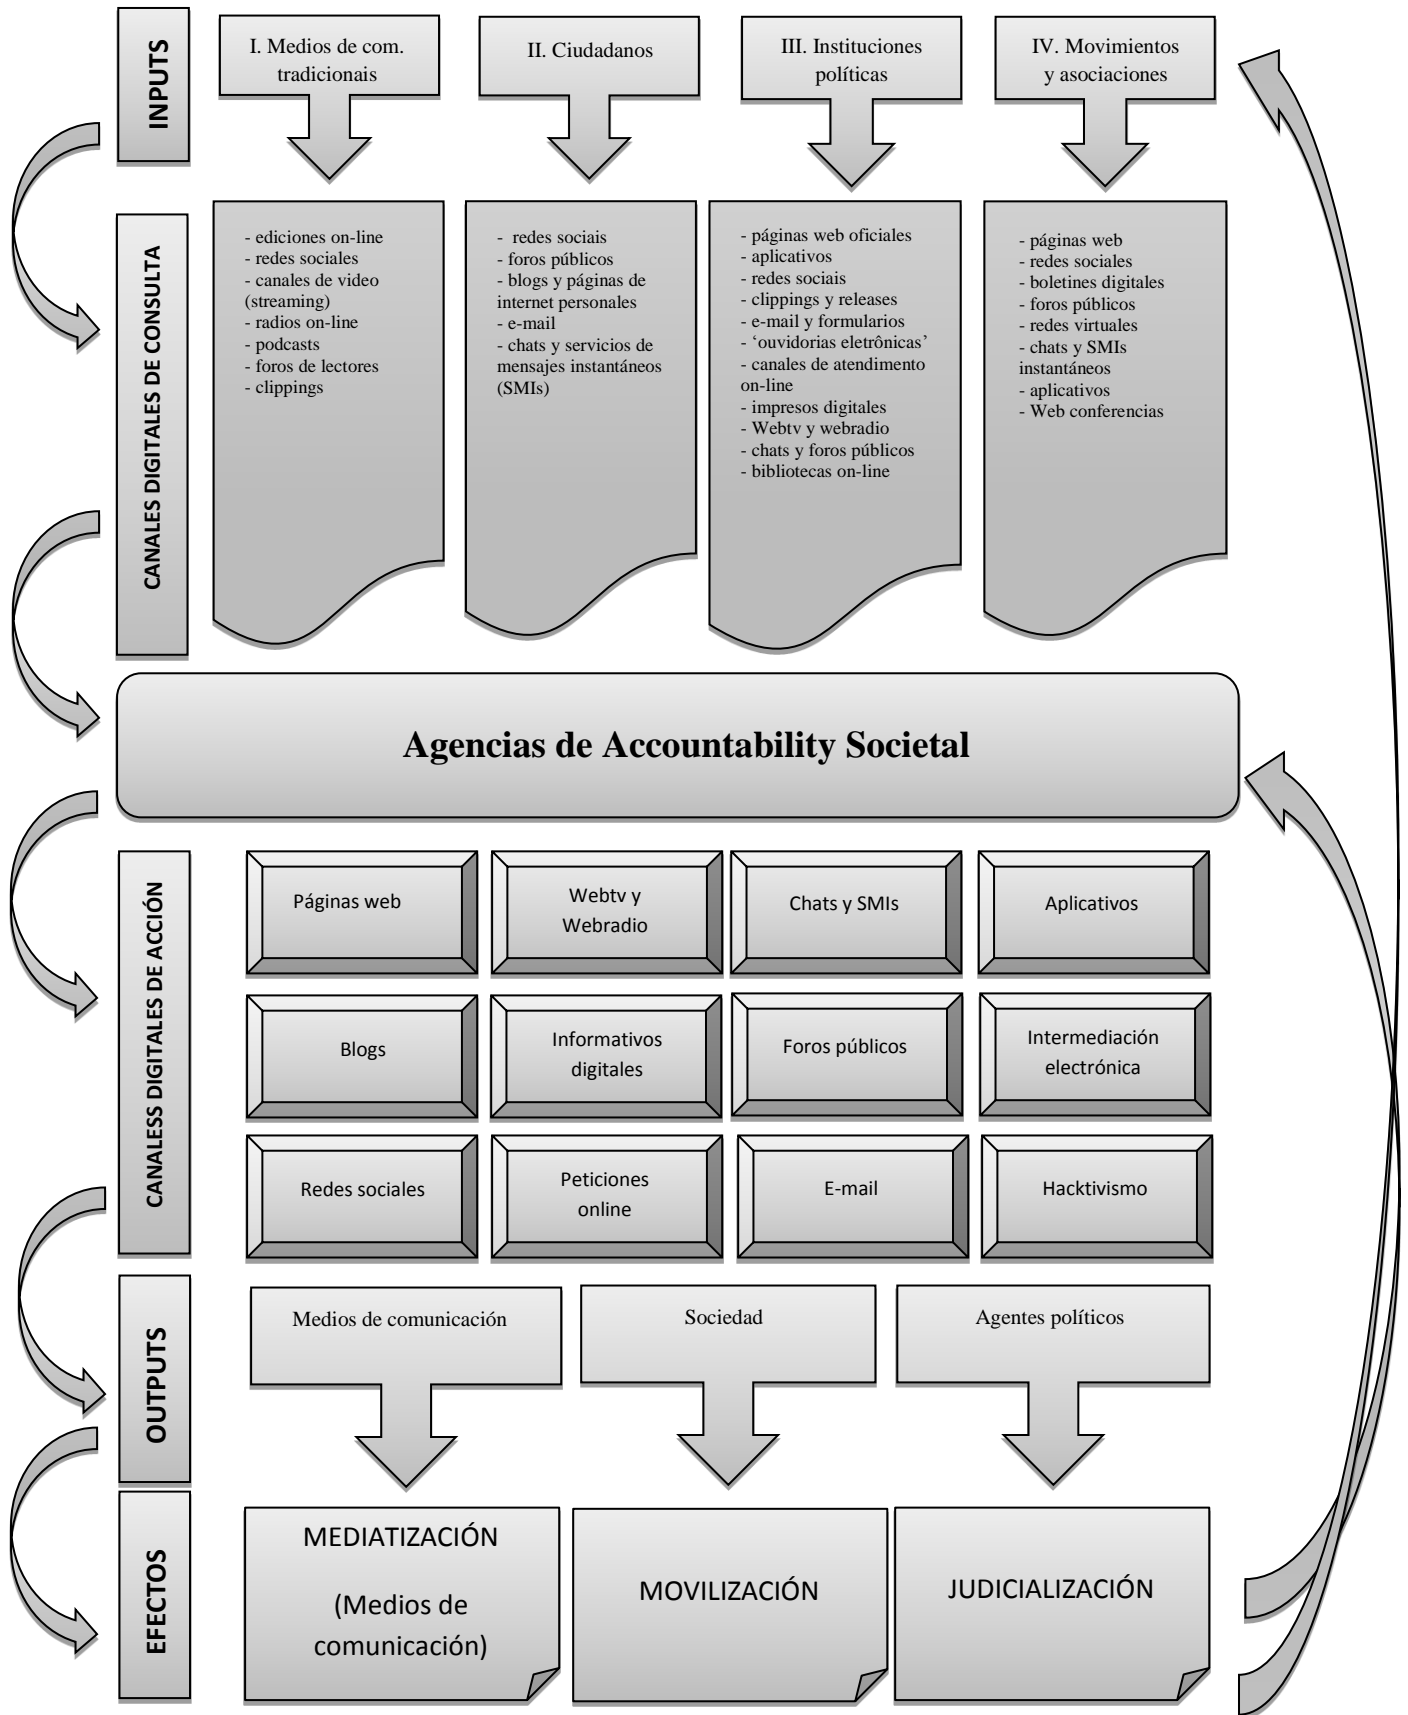 INPUTS
I. Medios de com.
tradicionais
II. Ciudadanos
III. Instituciones
políticas
IV. Movimientos
y asociaciones
CANALES DIGITALES DE CONSULTA
- ediciones on-line
- redes sociales
- canales de video
(streaming)
- radios on-line
- podcasts
- foros de lectores
- clippings
- redes sociais
- foros públicos
- blogs y páginas de
internet personales
- e-mail
- chats y servicios de
mensajes instantáneos
(SMIs)
- páginas web oficiales
- aplicativos
- redes sociais
- clippings y releases
- e-mail y formularios
- ‘ouvidorias eletrônicas’
- canales de atendimento
on-line
- impresos digitales
- Webtv y webradio
- chats y foros públicos
- bibliotecas on-line
- páginas web
- redes sociales
- boletines digitales
- foros públicos
- redes virtuales
- chats y SMIs
instantáneos
- aplicativos
- Web conferencias
Agencias de Accountability Societal
CANALESS DIGITALES DE ACCIÓN
Páginas web
Webtv y
Webradio
Chats y SMIs
Aplicativos
Blogs
Informativos
digitales
Foros públicos
Intermediación
electrónica
Redes sociales
Peticiones
online
E-mail
Hacktivismo
OUTPUTS
Medios de comunicación
Sociedad
Agentes políticos
EFECTOS
MEDIATIZACIÓN
(Medios de
comunicación)
MOVILIZACIÓN
JUDICIALIZACIÓN